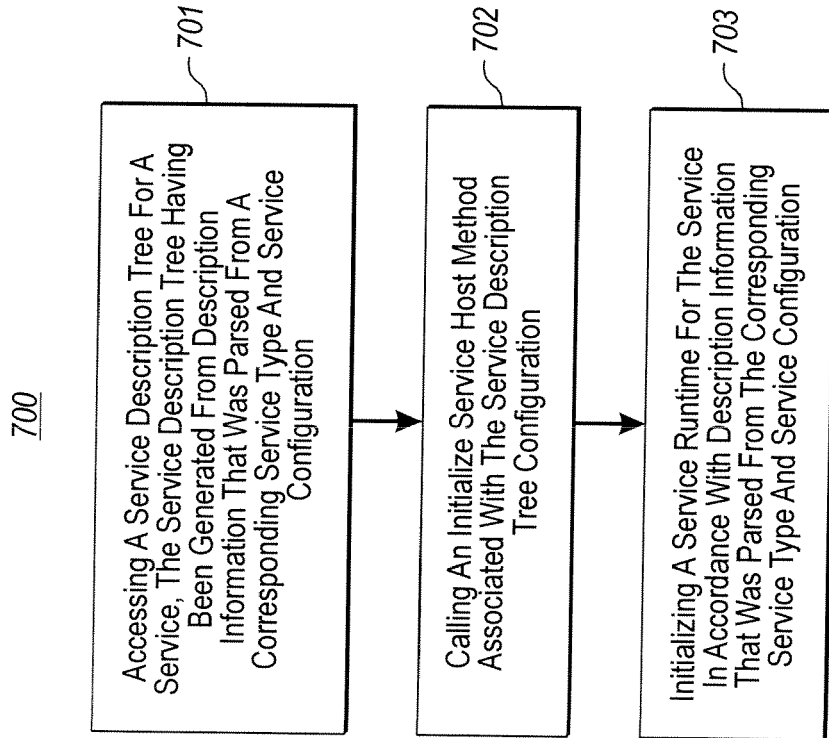 700
Accessing A Service Description Tree For A
Service, The Service Description Tree Having
Been Generated From Description
Information That Was Parsed From A
Corresponding Service Type And Service
Configuration
701
Calling An Initialize Service Host Method
Associated With The Service Description
Tree Configuration
702
Initializing A Service Runtime For The Service
In Accordance With Description Information
That Was Parsed From The Corresponding
Service Type And Service Configuration
703